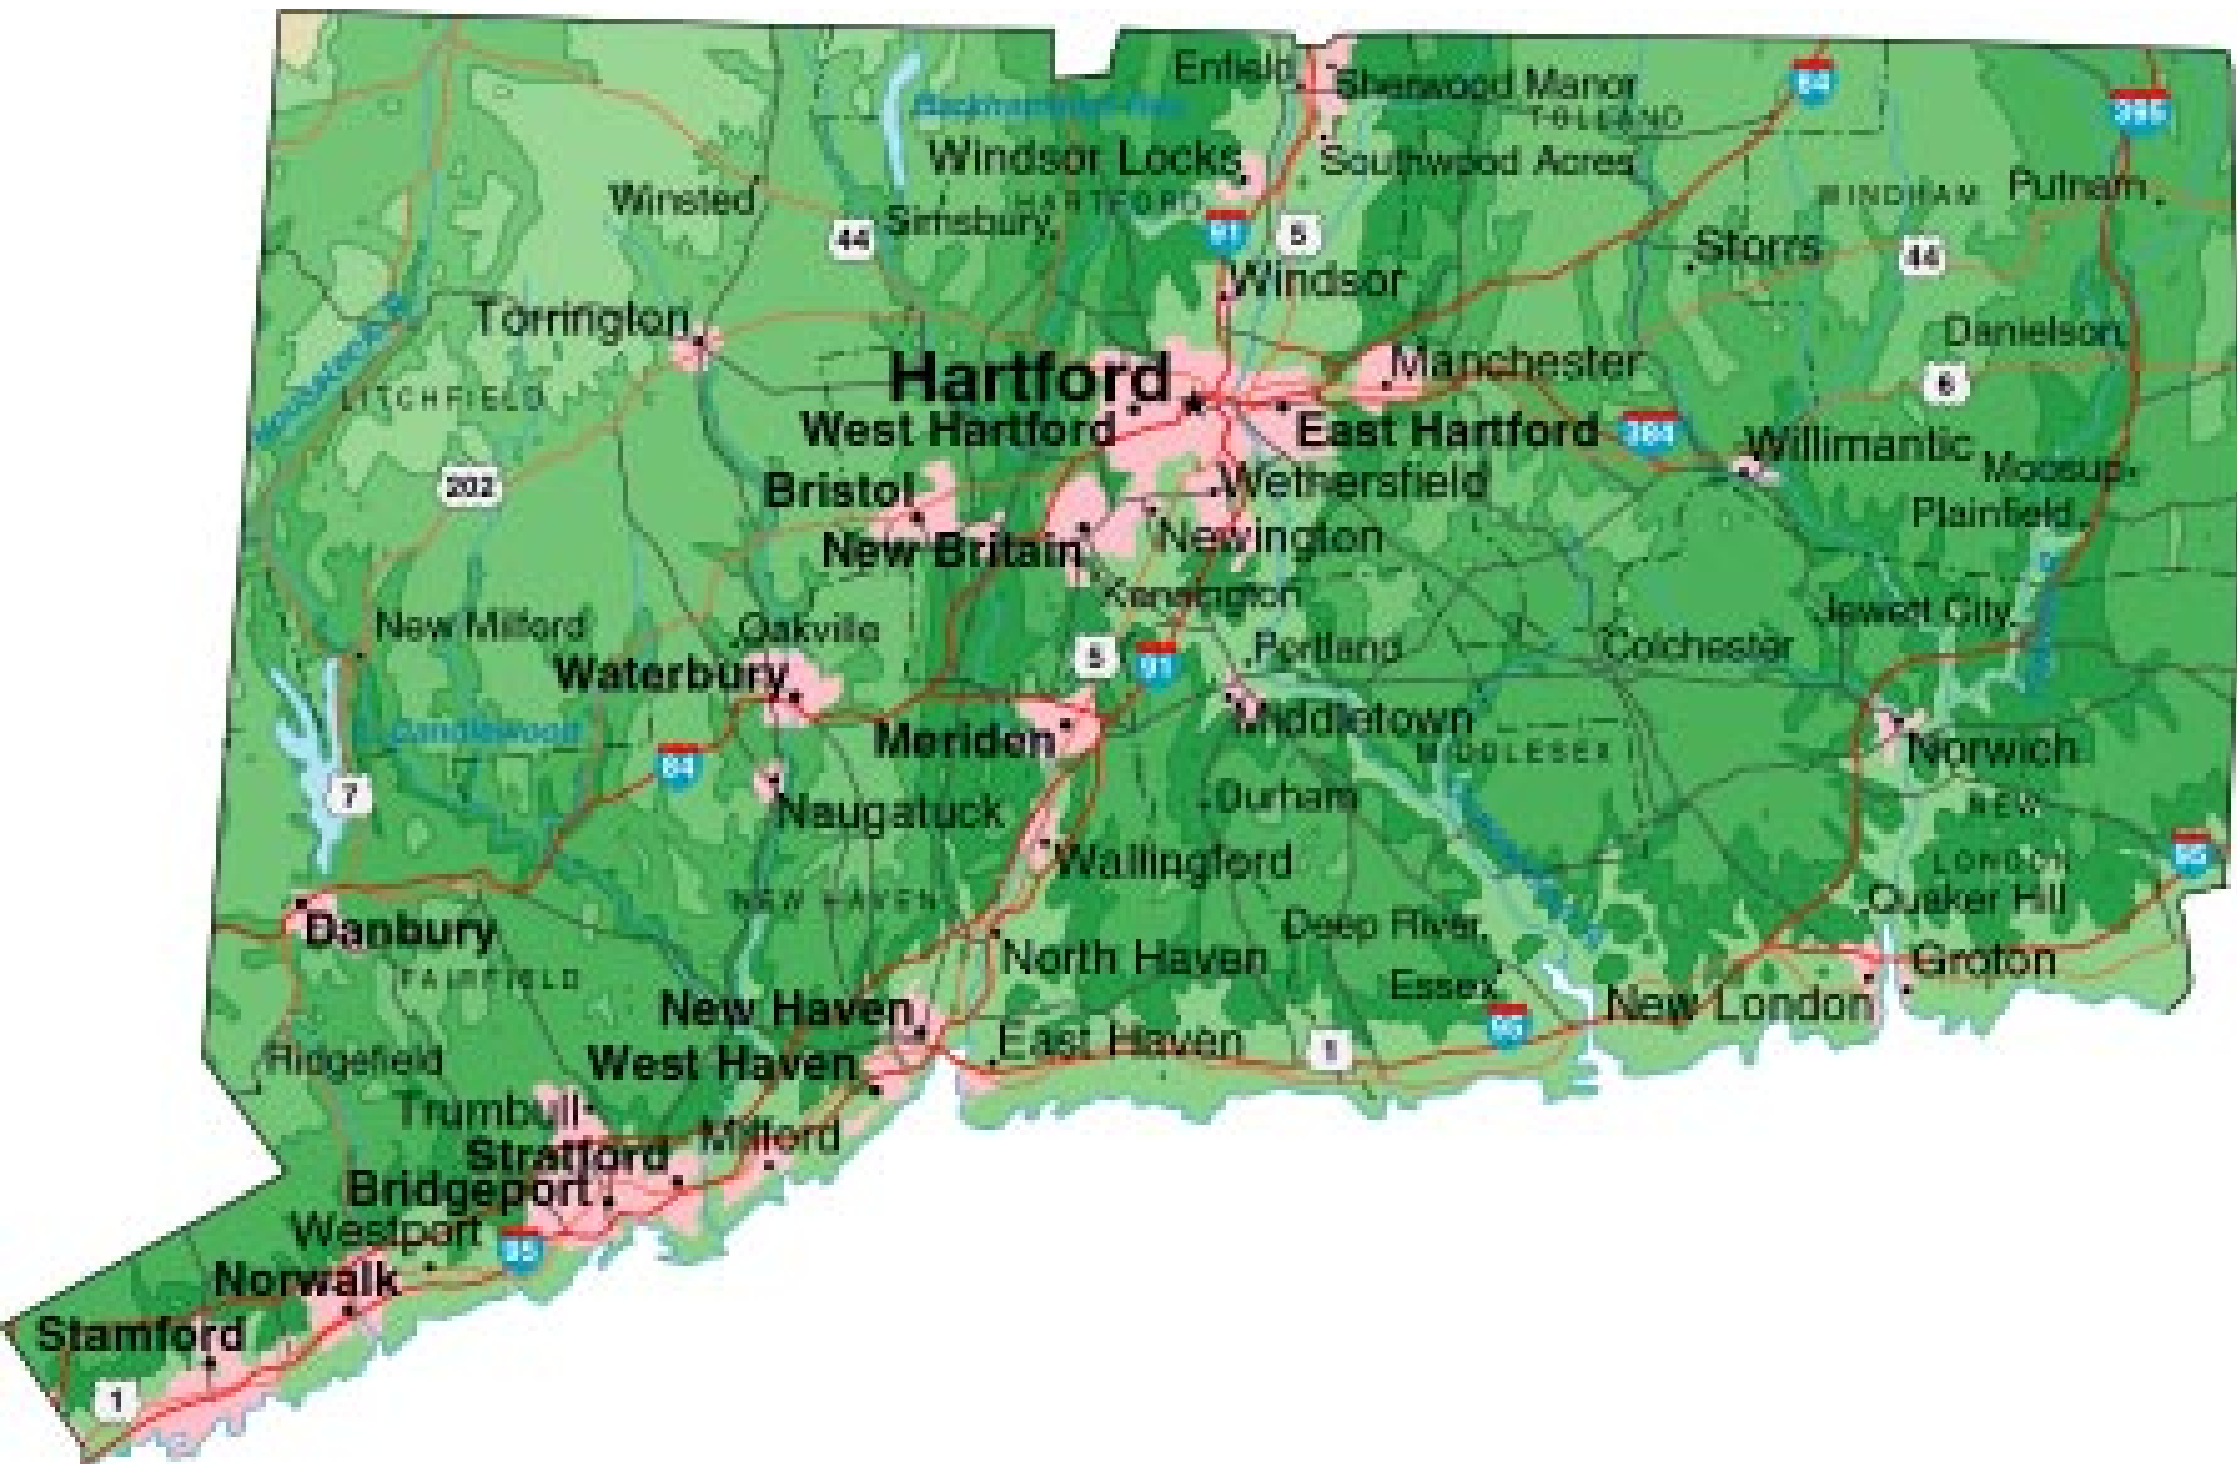 Enfield
Sherwood Manor
84
395
TOLLAND
Windsor Locks
Southwood Acres
Winsted
HARTFORD
WINDHAM
Putnam
44
Simsbury
91
5
Storrs
44
Windsor
Torrington
Danielson
Hartford
Manchester
6
LITCHFIELD
West Hartford
East Hartford
384
Willimantic
Moosup
202
Bristol
Wethersfield
Plainfield
New Britain
Newington
Kensington
Jewett City
New Milford
Oakville
5
91
Portland
Colchester
Waterbury
Candlewood
Meriden
Middletown
MIDDLESEX
Norwich
84
7
Naugatuck
Durham
NEW
LONDON
95
Wallingford
NEW HAVEN
Quaker Hill
Danbury
Deep River
North Haven
Groton
FAIRFIELD
Essex
New Haven
New London
95
East Haven
1
Ridgefield
West Haven
Trumbull
Milford
Stratford
Bridgeport
Westport
95
Norwalk
Stamford
1